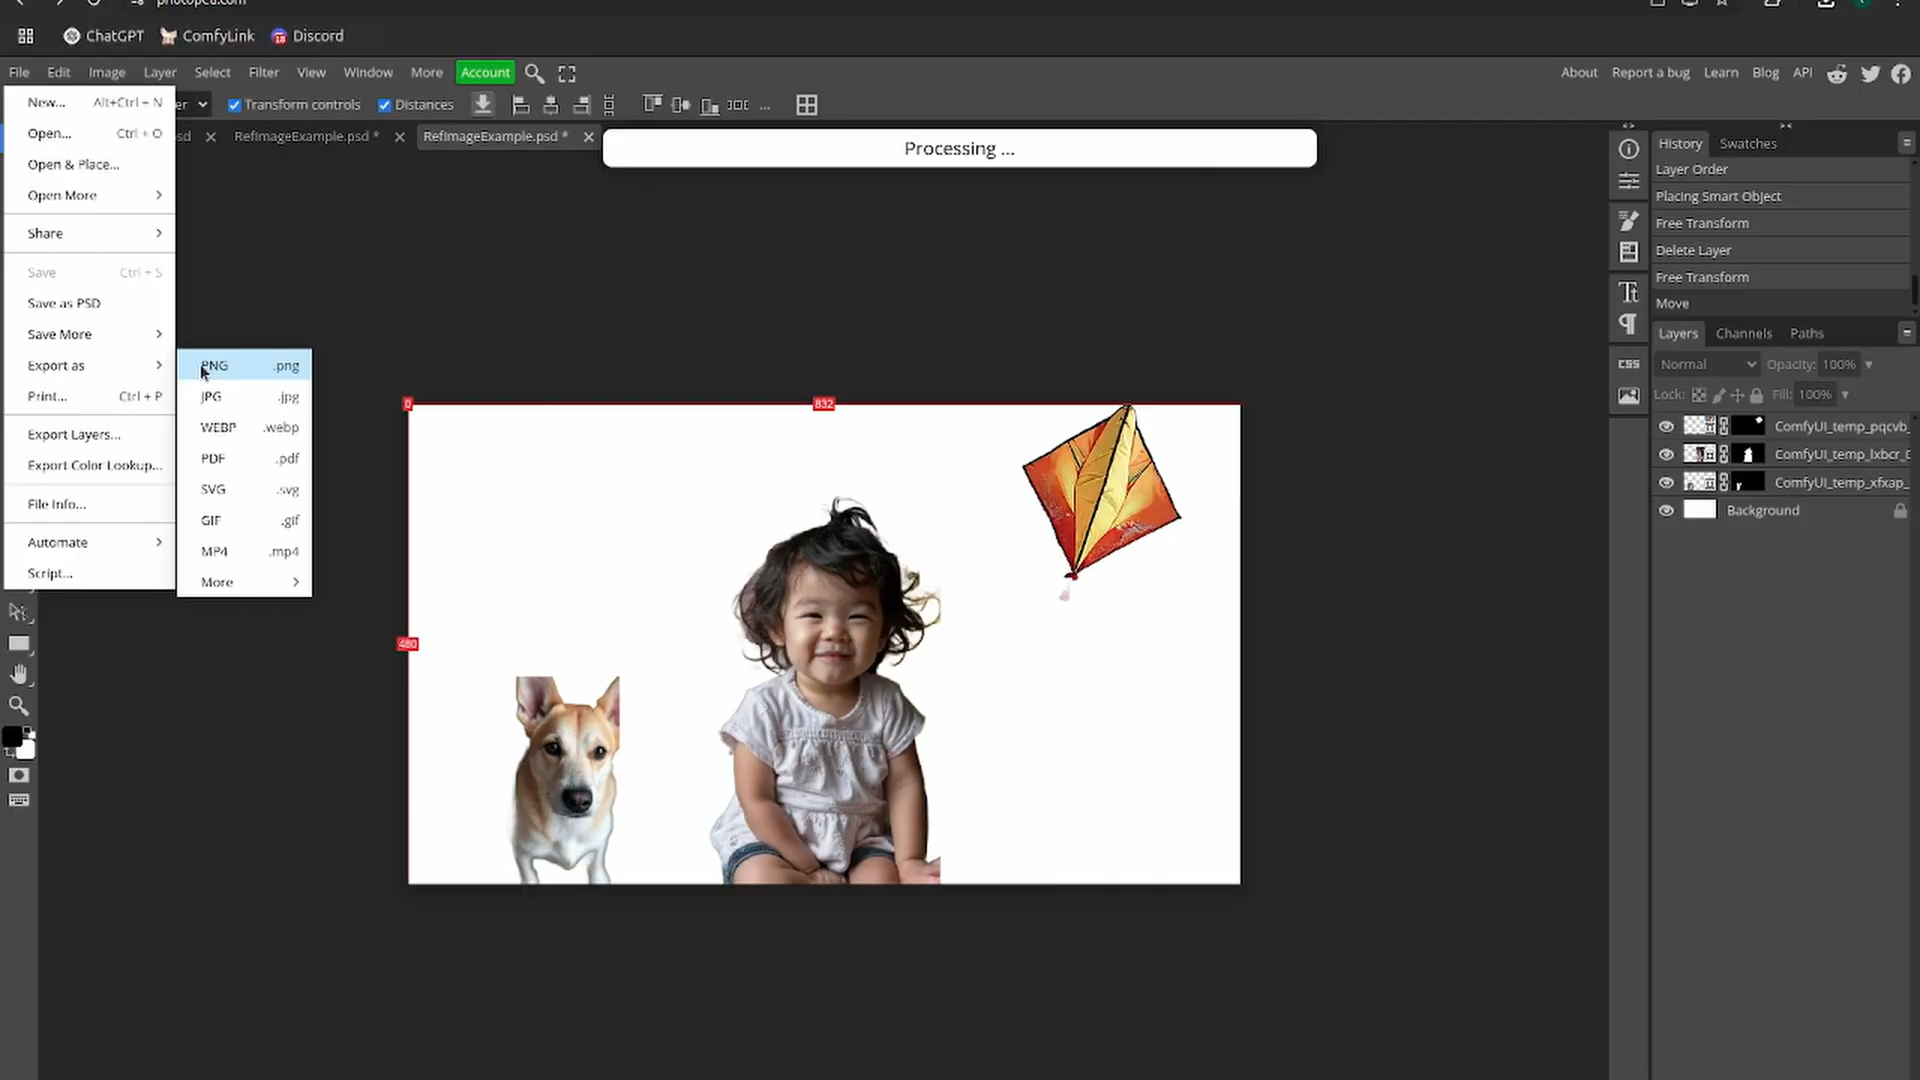 ChatGPT ComfyLink Discord
File Edit Image Layer Select Filter View Window More Account About Report a bug Learn Blog API
Transform controls Distances ...
RefImageExample.psd * RefImageExample.psd *
Processing ...
New... Alt+Ctrl + N
Open... Ctrl + O
Open & Place...
Open More >
Share >
Save Ctrl + S
Save as PSD
Save More >
Export as >
Print... Ctrl + P
Export Layers...
Export Color Lookup...
File Info...
Automate >
Script...
PNG .png
JPG .jpg
WEBP .webp
PDF .pdf
SVG .svg
GIF .gif
MP4 .mp4
More >
0 832
480
History Swatches
Layer Order
Placing Smart Object
Free Transform
Delete Layer
Free Transform
Move
CSS
Layers Channels Paths
Normal Opacity: 100%
Lock: Fill: 100%
ComfyUI_temp_pqcvb_
ComfyUI_temp_lxbcr_
ComfyUI_temp_xfxap_
Background